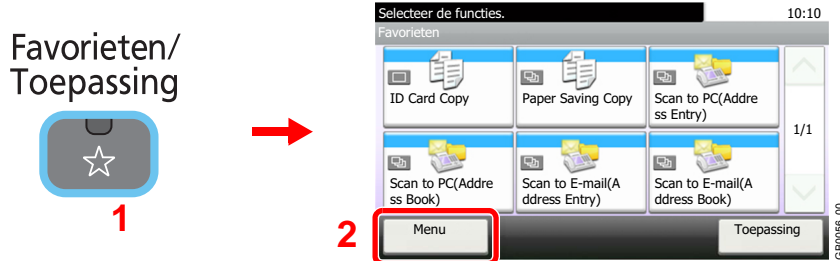 Favorieten/
Toepassing
1
2
Selecteer de functies.
10:10
Favorieten
ID Card Copy
Paper Saving Copy
Scan to PC(Addre
ss Entry)
Scan to PC(Addre
ss Book)
Scan to E-mail(A
ddress Entry)
Scan to E-mail(A
ddress Book)
1/1
Menu
Toepassing
GB0056_00